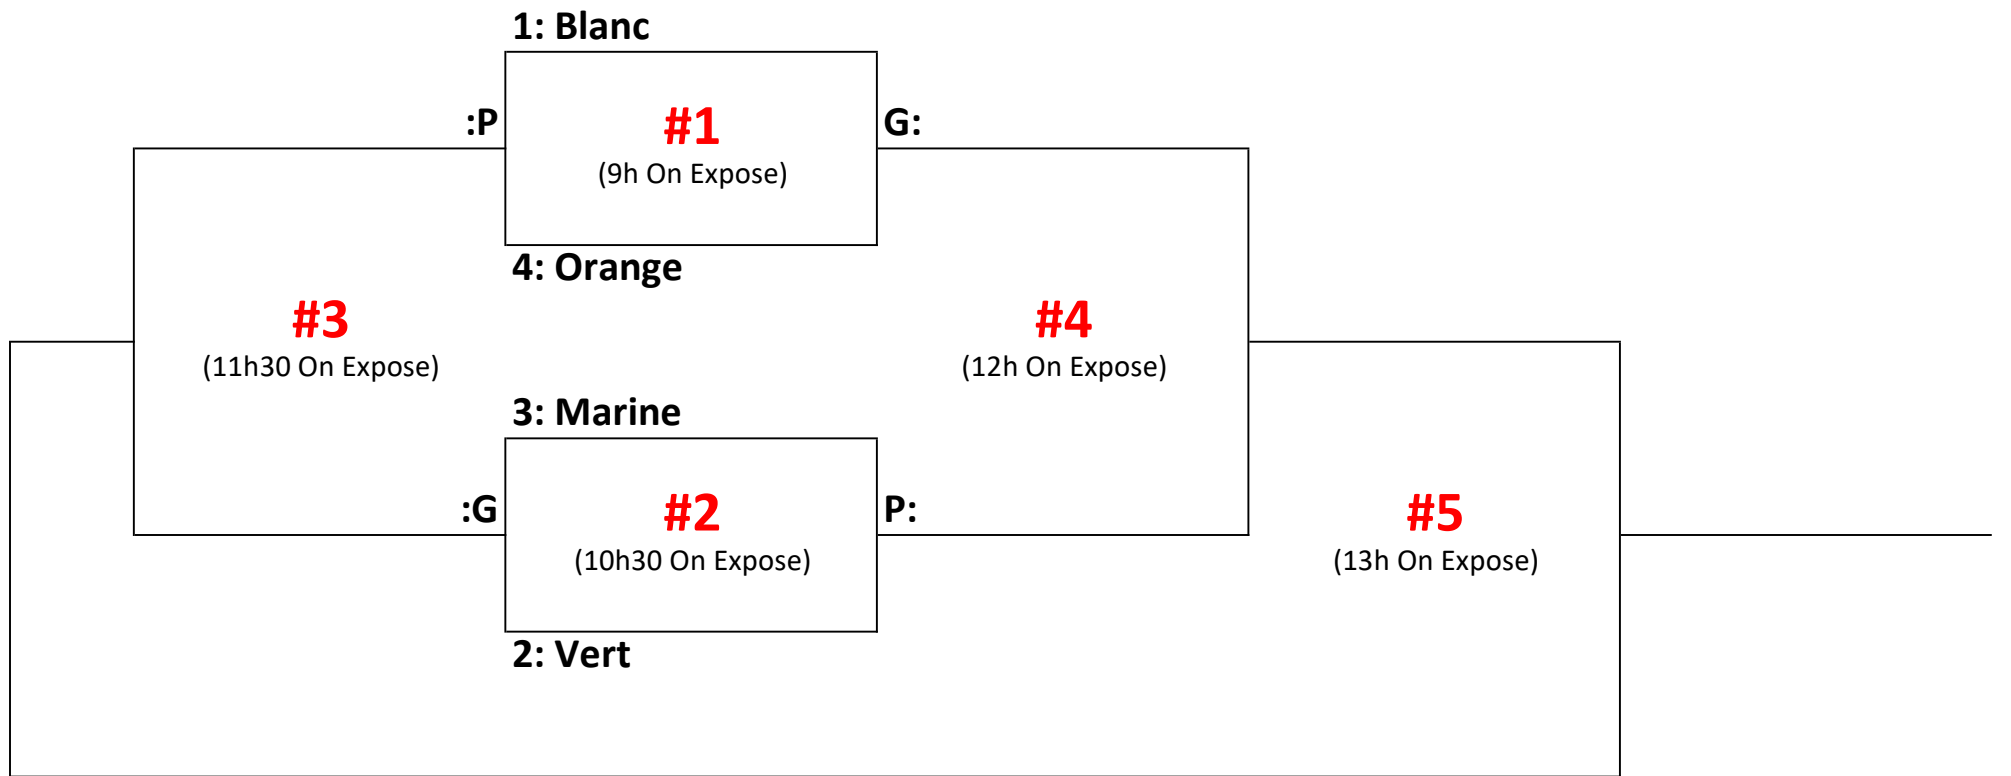 1: Blanc
:P
#1
G:
(9h On Expose)
4: Orange
#3
#4
(11h30 On Expose)
(12h On Expose)
3: Marine
:G
#2
P:
#5
(10h30 On Expose)
(13h On Expose)
2: Vert